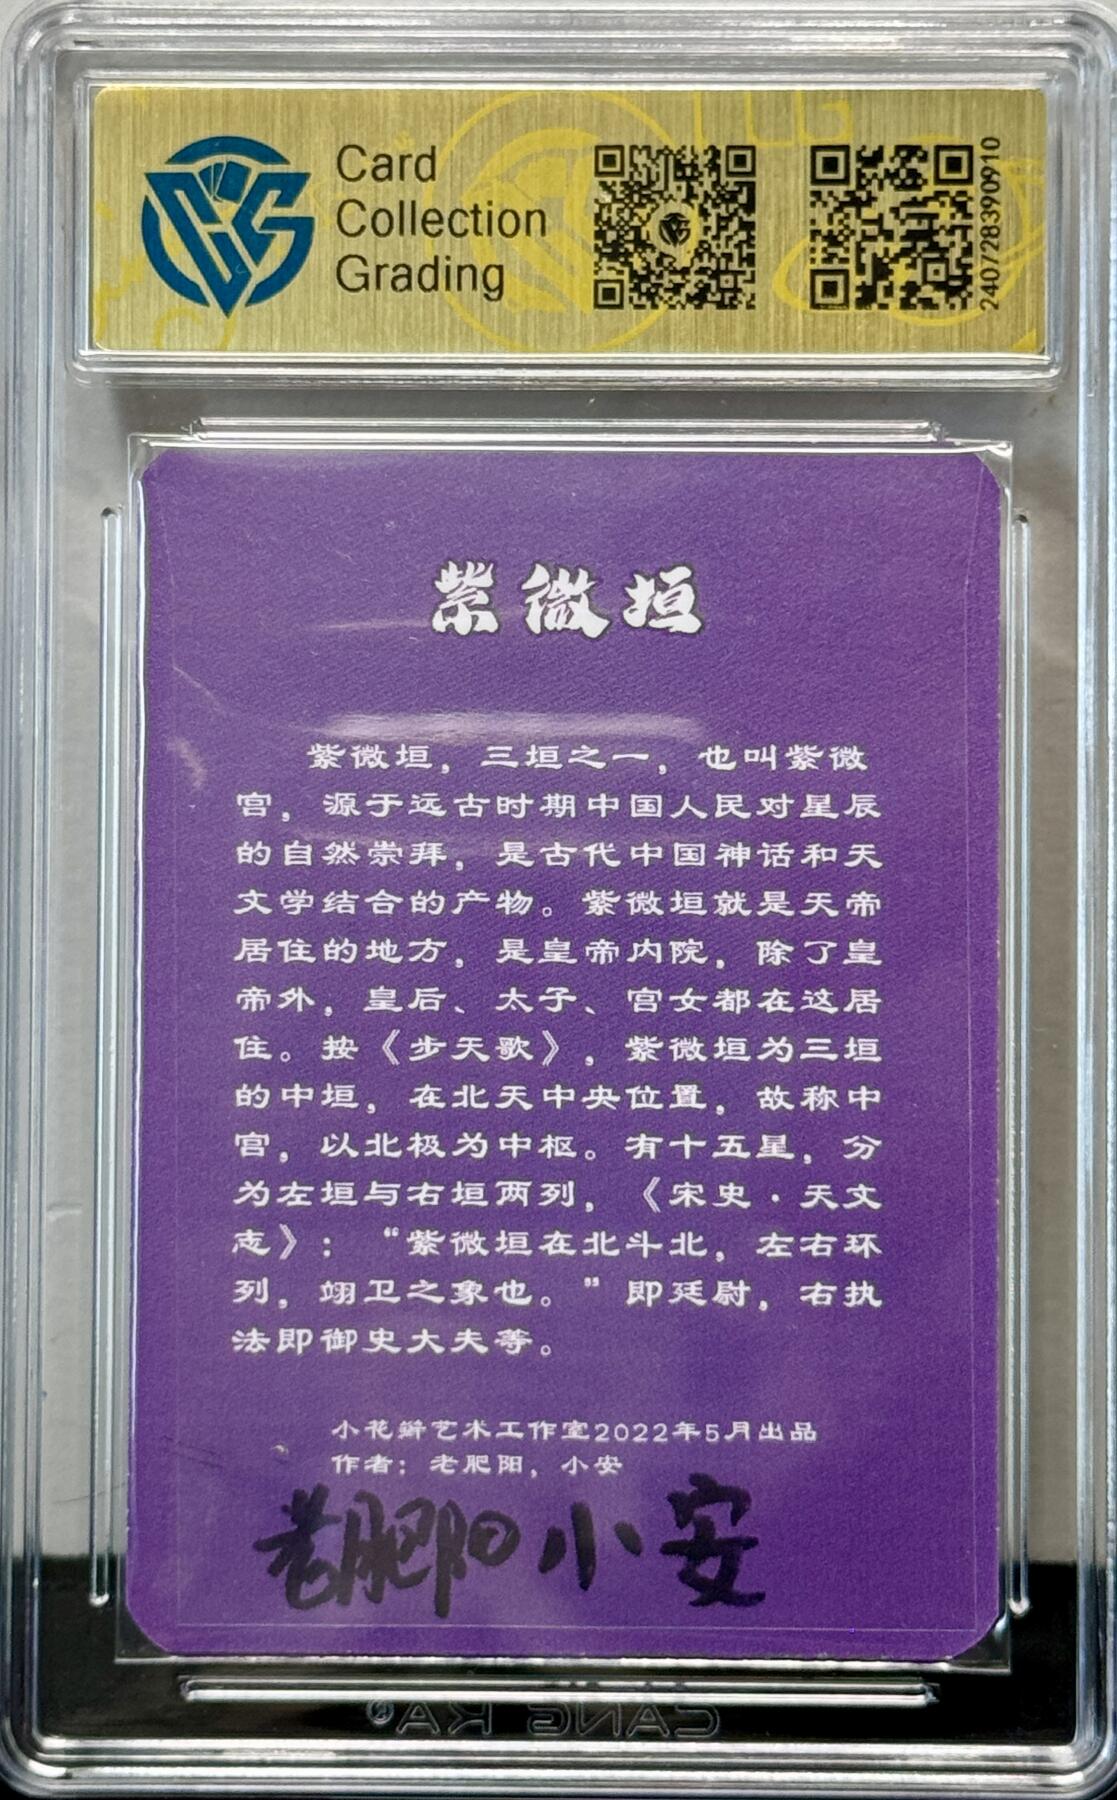 Card
Collection
Grading
240728390910
紫微垣
紫微垣，三垣之一，也叫紫微
宫，源于远古时期中国人民对星辰
的自然崇拜，是古代中国神话和天
文学结合的产物。紫微垣就是天帝
居住的地方，是皇帝内院，除了皇
帝外，皇后、太子、宫女都在这居
住。按《步天歌》，紫微垣为三垣
的中垣，在北天中央位置，故称中
宫，以北极为中枢。有十五星，分
为左垣与右垣两列，《宋史·天文
志》：“紫微垣在北斗北，左右环
列，翊卫之象也。”即廷尉，右执
法即御史大夫等。
小花瓣艺术工作室2022年5月出品
作者：老肥阳，小安
老肥阳 小安
CANG KA®